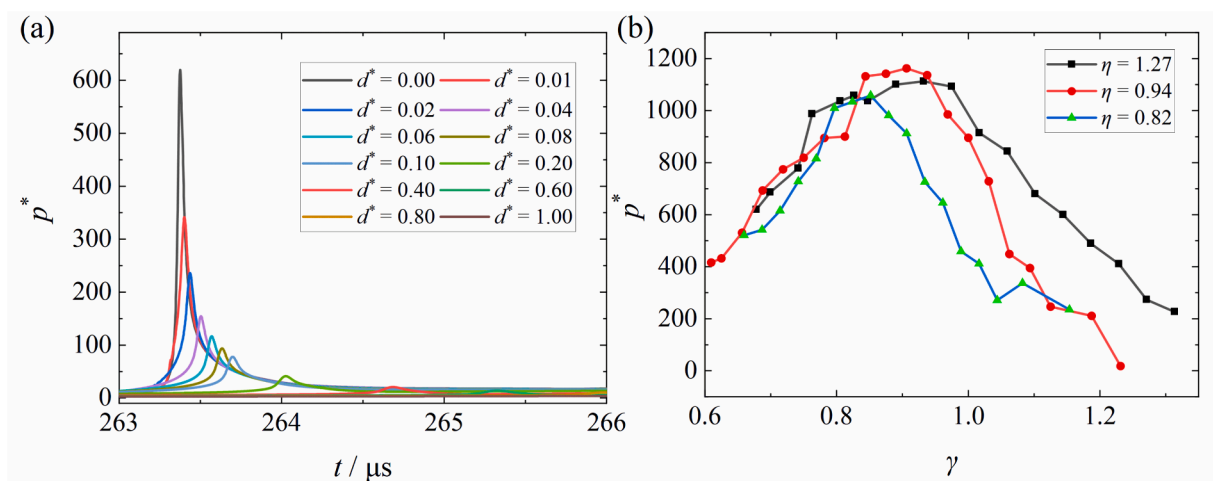 (a)
600
500
400
300
200
100
0
p*
d* = 0.00 d* = 0.01
d* = 0.02 d* = 0.04
d* = 0.06 d* = 0.08
d* = 0.10 d* = 0.20
d* = 0.40 d* = 0.60
d* = 0.80 d* = 1.00
263 264 265 266
t / μs
(b)
1200
1000
800
600
400
200
0
p*
η = 1.27
η = 0.94
η = 0.82
0.6 0.8 1.0 1.2
γ